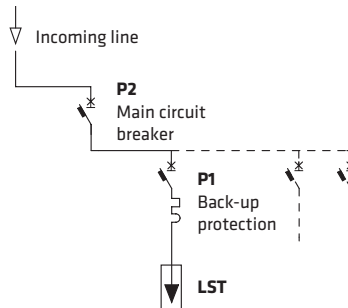 Incoming line
P2
Main circuit
breaker
P1
Back-up
protection
LST